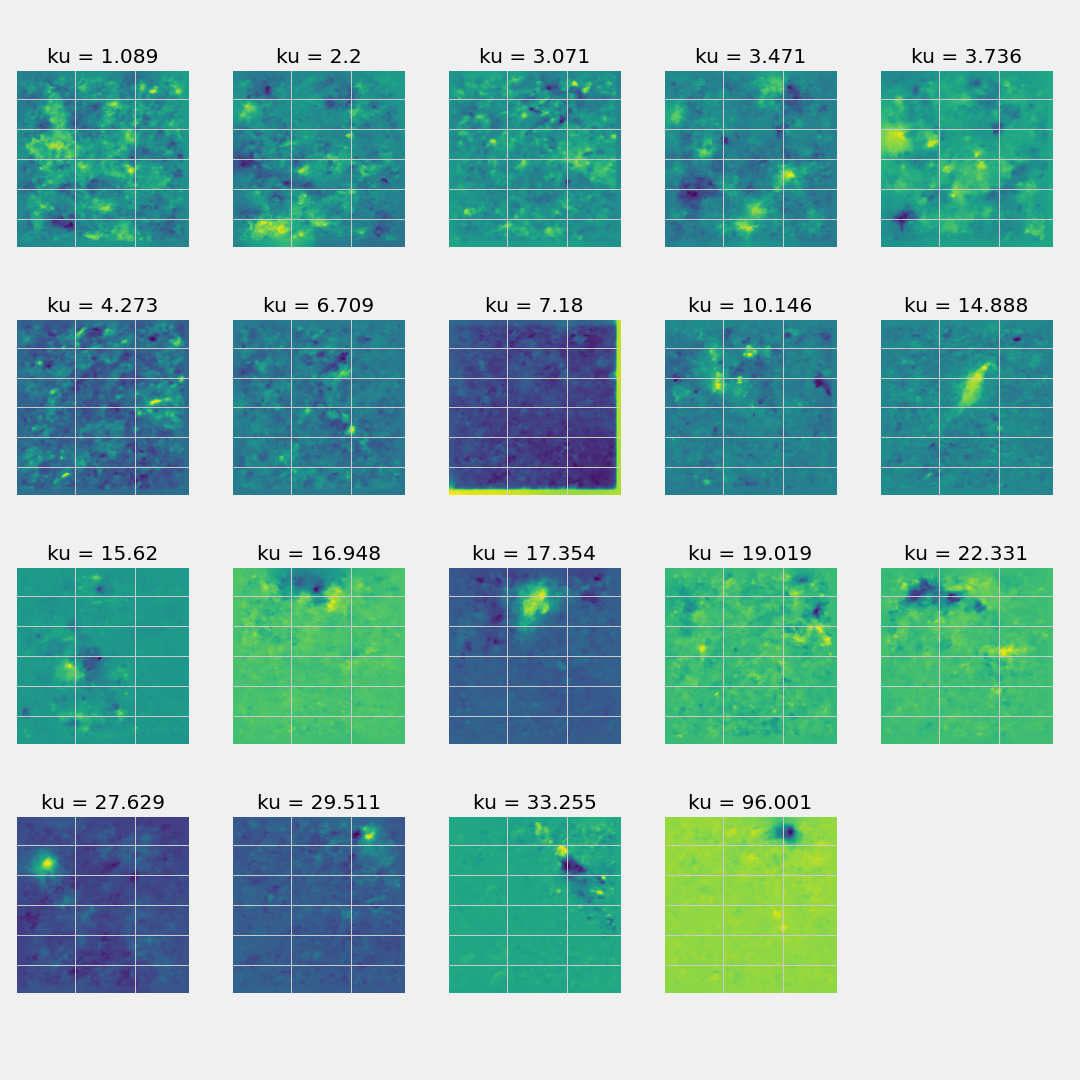 ku = 1.089
ku = 2.2
ku = 3.071
ku = 3.471
ku = 3.736
ku = 4.273
ku = 6.709
ku = 7.18
ku = 10.146
ku = 14.888
ku = 15.62
ku = 16.948
ku = 17.354
ku = 19.019
ku = 22.331
ku = 27.629
ku = 29.511
ku = 33.255
ku = 96.001